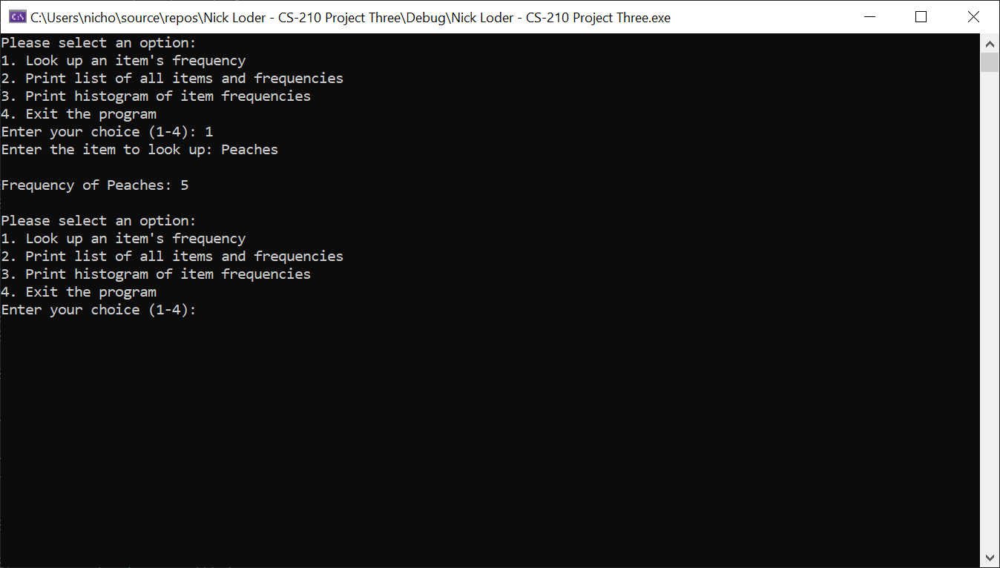 C:\Users\nicho\source\repos\Nick Loder - CS-210 Project Three\Debug\Nick Loder - CS-210 Project Three.exe
Please select an option:
1. Look up an item's frequency
2. Print list of all items and frequencies
3. Print histogram of item frequencies
4. Exit the program
Enter your choice (1-4): 1
Enter the item to look up: Peaches
Frequency of Peaches: 5
Please select an option:
1. Look up an item's frequency
2. Print list of all items and frequencies
3. Print histogram of item frequencies
4. Exit the program
Enter your choice (1-4):